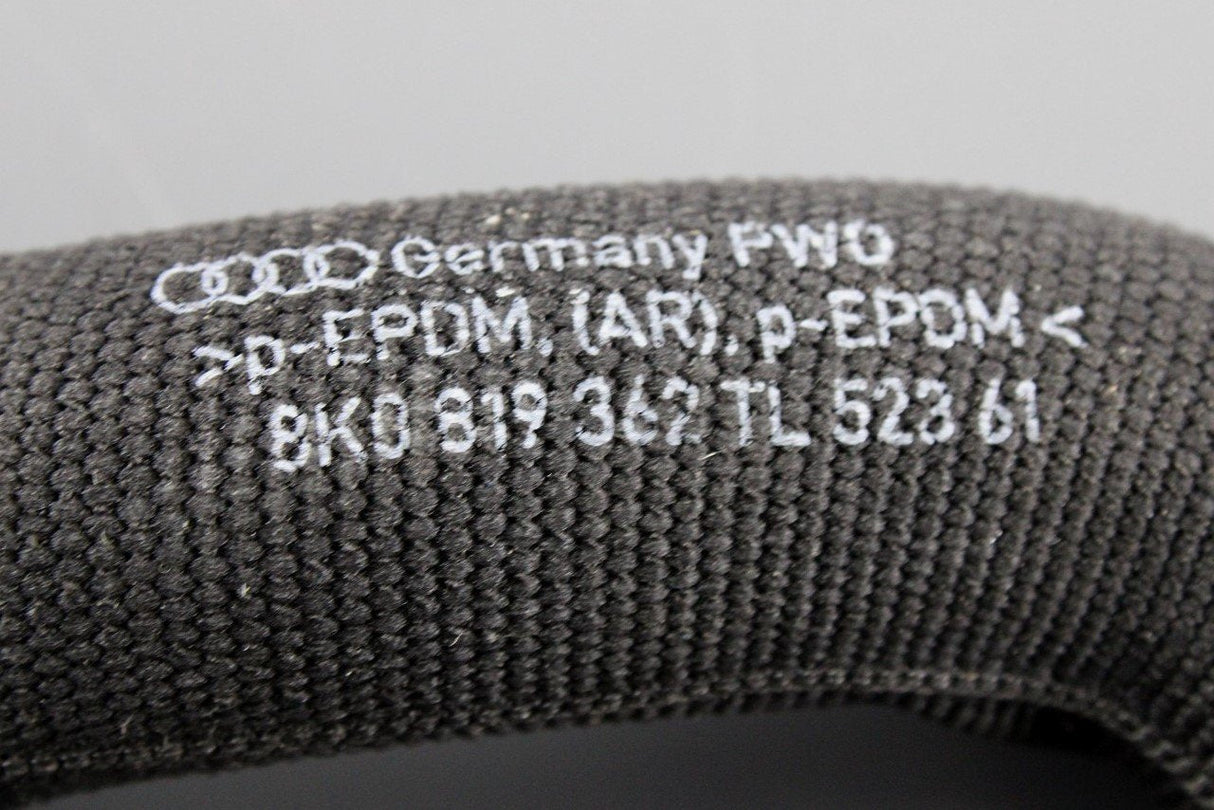 Germany PWO
>p-EPDM, (AR), p-EPDM<
8K0 819 362 TL 523 61